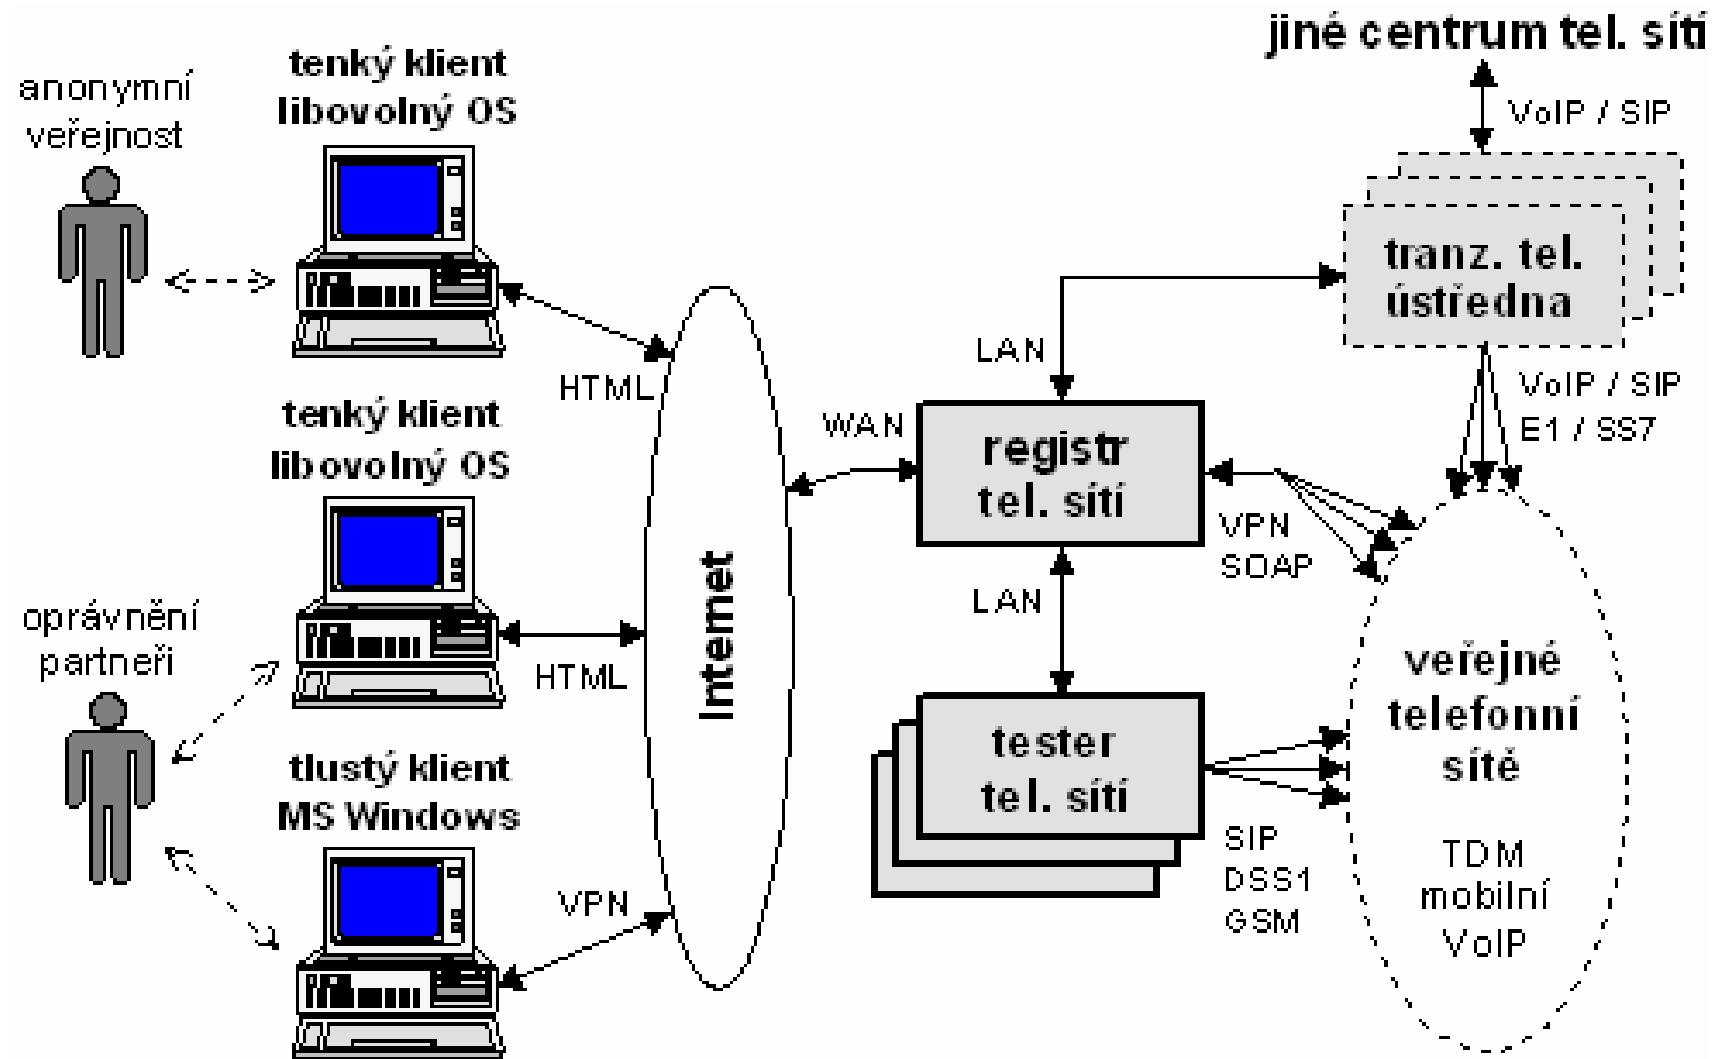 jiné centrum tel. sítí
VoIP / SIP
anonymní
veřejnost
tenký klient
libovolný OS
HTML
tranz. tel.
ústředna
LAN
VoIP / SIP
E1 / SS7
tenký klient
libovolný OS
WAN
registr
tel. sítí
VPN
SOAP
LAN
oprávnění
partneři
HTML
Internet
veřejné
telefonní
sítě
TDM
mobilní
VoIP
tester
tel. sítí
SIP
DSS1
GSM
tlustý klient
MS Windows
VPN